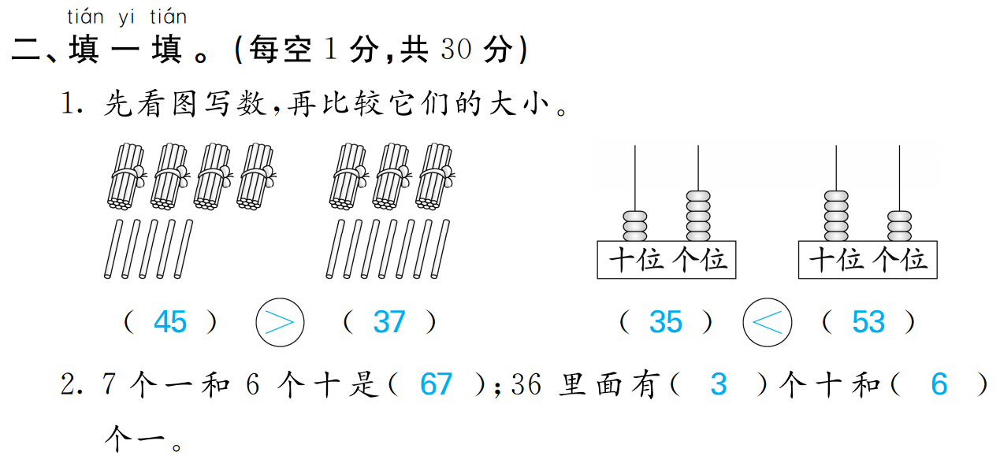 tián yi tián
二、填一填。(每空1分,共30分)
1. 先看图写数,再比较它们的大小。
十位 个位 十位 个位
( 45 ) > ( 37 ) ( 35 ) < ( 53 )
2. 7个一和6个十是( 67 );36里面有( 3 )个十和( 6 )
个一。